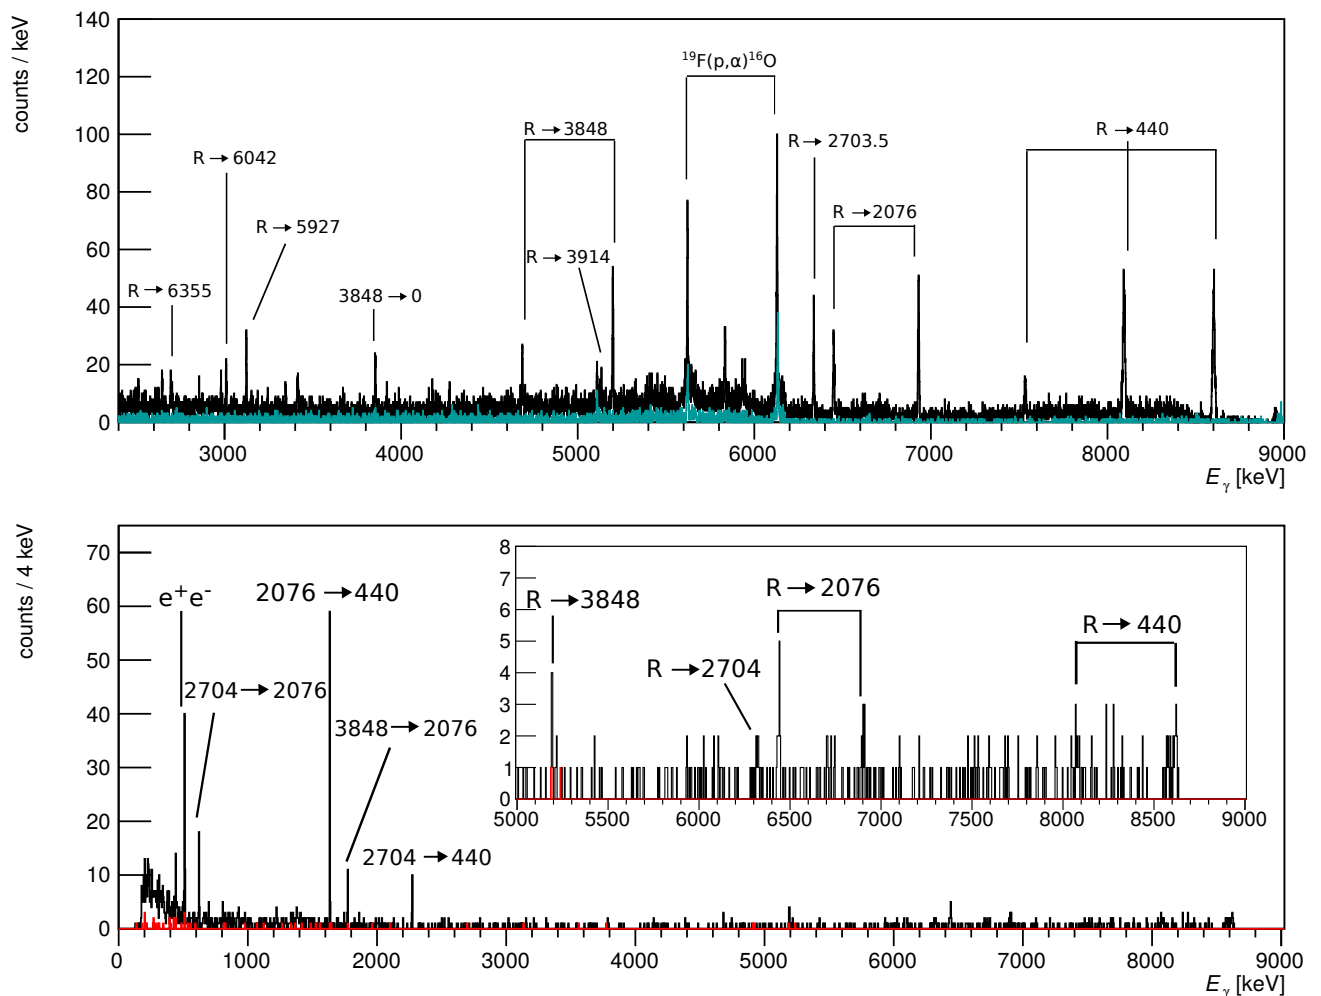 counts / keV
140
120
100
80
60
40
20
0
¹⁹F(p,α)¹⁶O
R→3848
R→2703.5
R→440
R→6042
R→5927
R→2076
R→3914
R→6355
3848→0
3000 4000 5000 6000 7000 8000 9000
Eγ [keV]
counts / 4 keV
70
60
50
40
30
20
10
0
e⁺e⁻
2076→440
2704→2076
3848→2076
2704→440
8
7
6
5
4
3
2
1
0
R→3848
R→2076
R→2704
R→440
5000 5500 6000 6500 7000 7500 8000 8500 9000
0 1000 2000 3000 4000 5000 6000 7000 8000 9000
Eγ [keV]